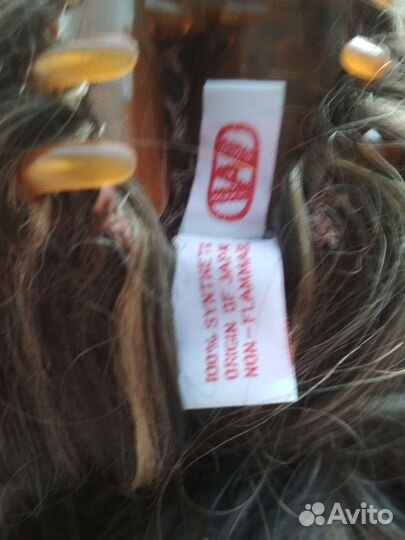 100% SYNTHETI
ORIGIN OF JAPA
NON-FLAMMAB
Avito